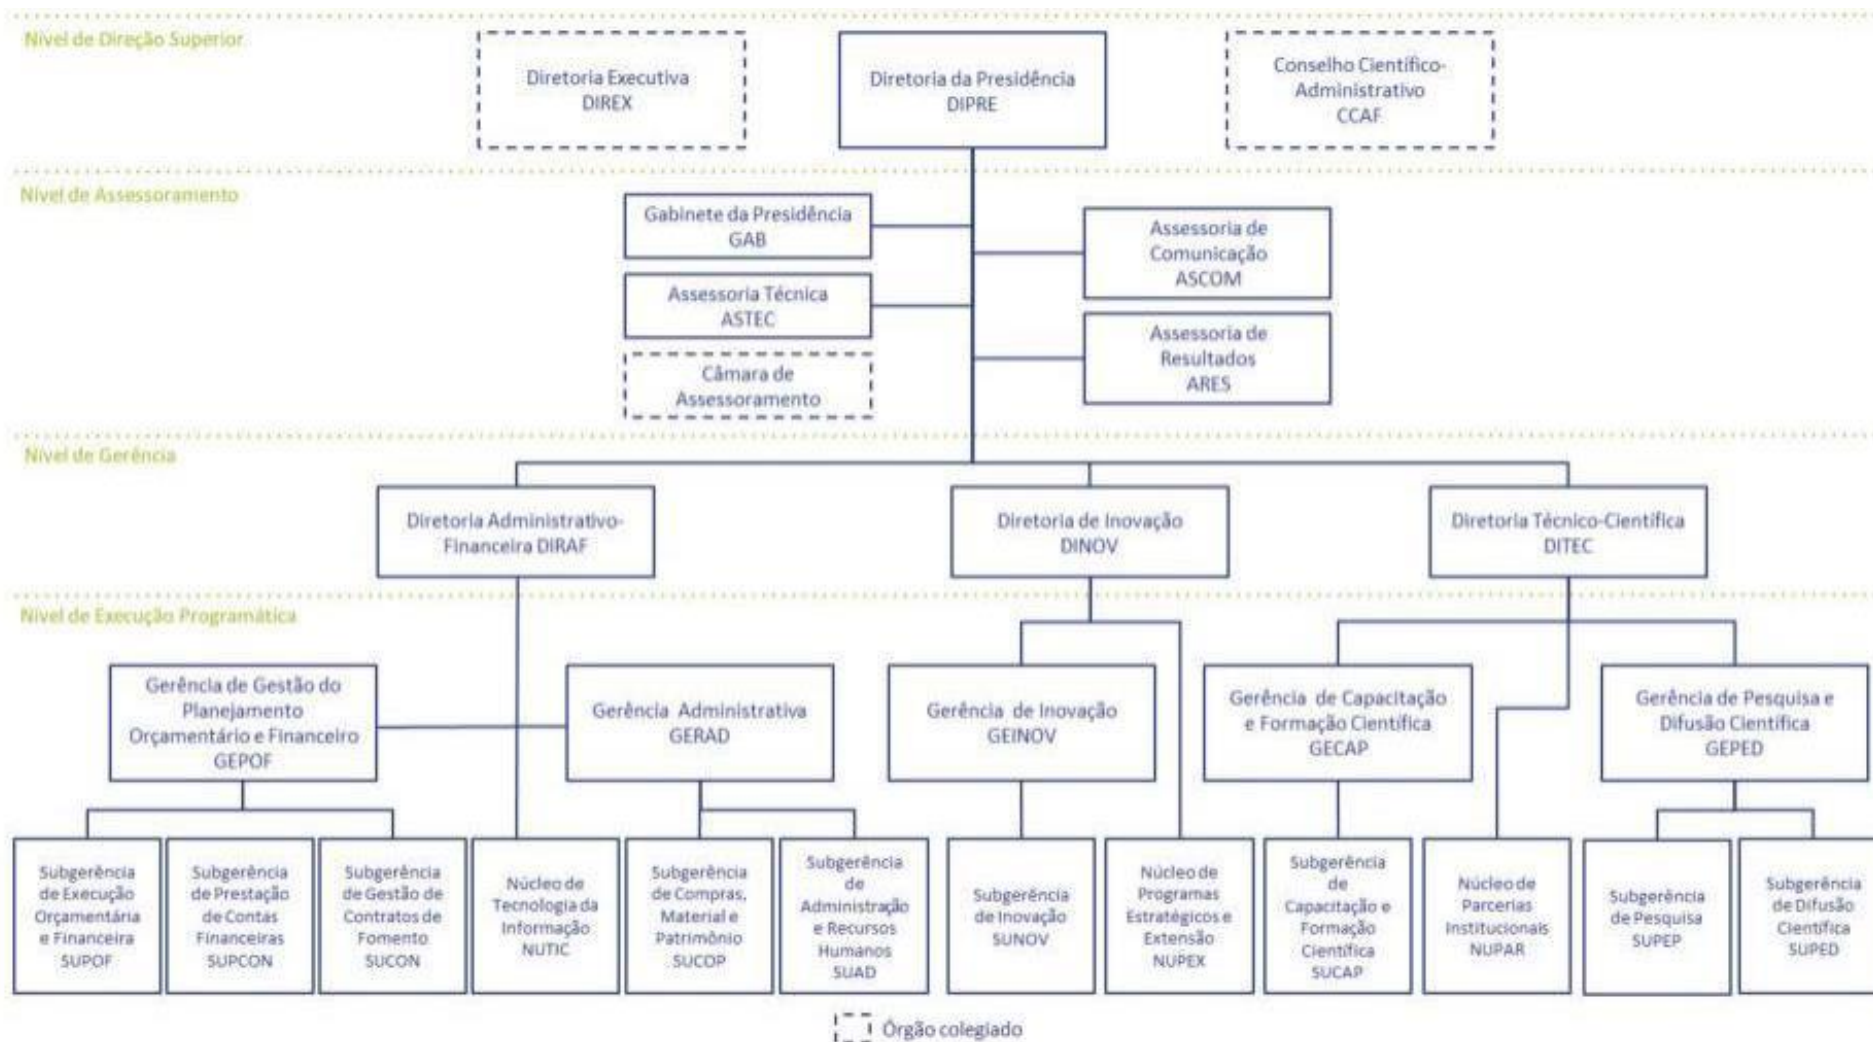 Nível de Direção Superior
Diretoria Executiva
DIREX
Diretoria da Presidência
DIPRE
Conselho Científico-
Administrativo
CCAF
Nível de Assessoramento
Gabinete da Presidência
GAB
Assessoria de
Comunicação
ASCOM
Assessoria Técnica
ASTEC
Assessoria de
Resultados
ARES
Câmara de
Assessoramento
Nível de Gerência
Diretoria Administrativo-
Financeira DIRAF
Diretoria de Inovação
DINOV
Diretoria Técnico-Científica
DITEC
Nível de Execução Programática
Gerência de Gestão do
Planejamento
Orçamentário e Financeiro
GEPOF
Gerência Administrativa
GERAD
Gerência de Inovação
GEINOV
Gerência de Capacitação
e Formação Científica
GECAP
Gerência de Pesquisa e
Difusão Científica
GEPED
Subgerência
de Execução
Orçamentária
e Financeira
SUPOF
Subgerência
de Prestação
de Contas
Financeiras
SUPCON
Subgerência
de Gestão de
Contratos de
Fomento
SUCON
Núcleo de
Tecnologia da
Informação
NUTIC
Subgerência
de Compras,
Material e
Patrimônio
SUCOP
Subgerência
de
Administração
e Recursos
Humanos
SUAD
Subgerência
de Inovação
SUNOV
Núcleo de
Programas
Estratégicos e
Extensão
NUPEX
Subgerência
de
Capacitação e
Formação
Científica
SUCAP
Núcleo de
Parcerias
Institucionais
NUPAR
Subgerência
de Pesquisa
SUPEP
Subgerência
de Difusão
Científica
SUPED
Órgão colegiado